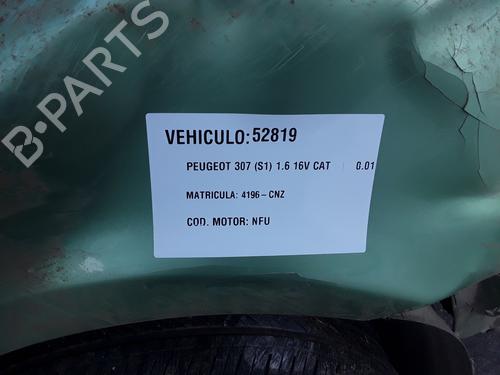 B-PARTS
VEHICULO: 52819
PEUGEOT 307 (S1) 1.6 16V CAT 0.01
MATRICULA: 4196-CNZ
COD. MOTOR: NFU